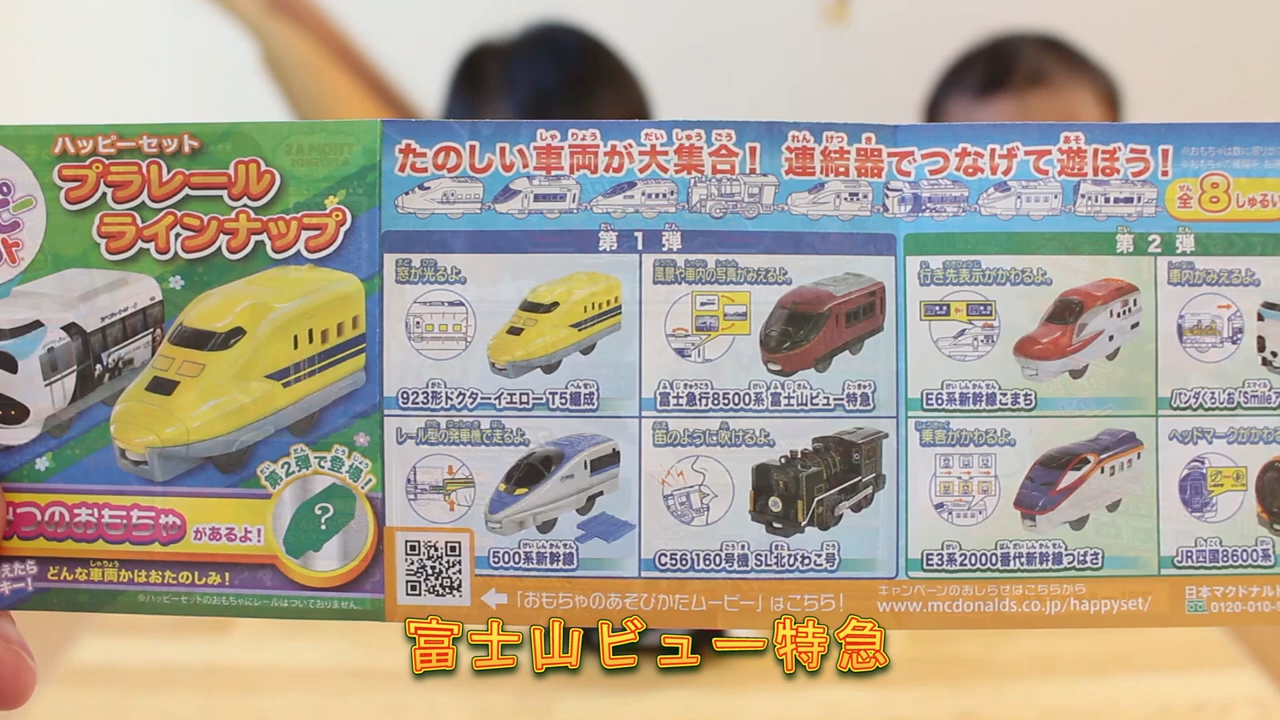 ハッピーセット
プラレール
ラインナップ
第2弾で登場!
?
みつのおもちゃがあるよ!
どんな車両かはおたのしみ!
※ハッピーセットのおもちゃにレールはついておりません。
たのしい車両が大集合! 連結器でつなげて遊ぼう!
全8しゅるい
第1弾
窓が光るよ。
923形ドクターイエローT5編成
風景や車内の写真がみえるよ。
富士急行8500系 富士山ビュー特急
レール型の発車機で走るよ。
500系新幹線
笛のように吹けるよ。
C56 160号機 SL北びわこ号
第2弾
行き先表示がかわるよ。
E6系新幹線こまち
車内がみえるよ。
パンダくろしお「Smileア
乗客がかわるよ。
E3系2000番代新幹線つばさ
ヘッドマークがかわ
JR四国8600系
「おもちゃのあそびかたムービー」はこちら!
キャンペーンのおしらせはこちらから
www.mcdonalds.co.jp/happyset/
日本マクドナルド
0120-010-
富士山ビュー特急